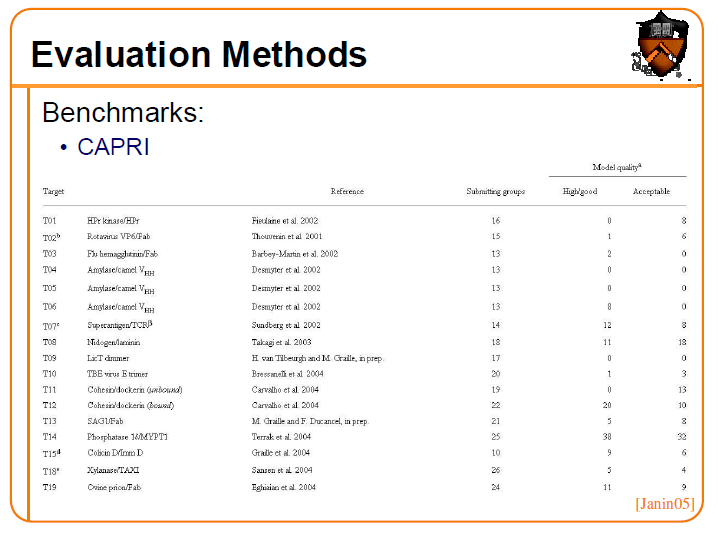 Evaluation Methods
Benchmarks:
• CAPRI
Model quality^a
Target Reference Submitting groups High/good Acceptable
T01 HPr kinase/HPr Fieulaine et al. 2002 16 0 8
T02^b Rotavirus VP6/Fab Thouvenin et al. 2001 15 1 6
T03 Flu hemagglutinin/Fab Barbey-Martin et al. 2002 13 2 0
T04 Amylase/camel V_HH Desmyter et al. 2002 13 0 0
T05 Amylase/camel V_HH Desmyter et al. 2002 13 0 0
T06 Amylase/camel V_HH Desmyter et al. 2002 13 8 0
T07^c Superantigen/TCRβ Sundberg et al. 2002 14 12 8
T08 Nidogen/laminin Takagi et al. 2003 18 11 18
T09 LicT dimmer H. van Tilbeurgh and M. Graille, in prep. 17 0 0
T10 TBE virus E trimer Bressanelli et al. 2004 20 1 3
T11 Cohesin/dockerin (unbound) Carvalho et al. 2004 19 0 13
T12 Cohesin/dockerin (bound) Carvalho et al. 2004 22 20 10
T13 SAG1/Fab M. Graille and F. Ducancel, in prep. 21 5 8
T14 Phosphatase 1δ/MYPT1 Terrak et al. 2004 25 38 32
T15^d Colicin D/Imm D Graille et al. 2004 10 9 6
T18^e Xylanase/TAXI Sansen et al. 2004 26 5 4
T19 Ovine prion/Fab Eghiaian et al. 2004 24 11 9
[Janin05]